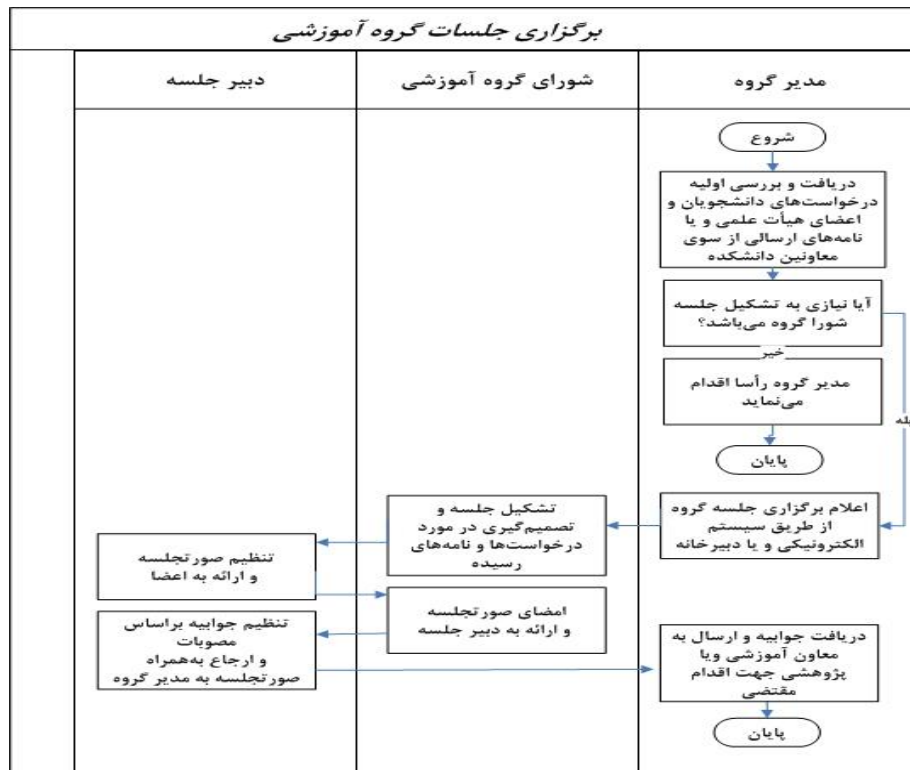 برگزاری جلسات گروه آموزشی
مدیر گروه
شورای گروه آموزشی
دبیر جلسه
شروع
دریافت و بررسی اولیه
درخواست‌های دانشجویان و
اعضای هیأت علمی و یا
نامه‌های ارسالی از سوی
معاونین دانشکده
آیا نیازی به تشکیل جلسه
شورا گروه می‌باشد؟
خیر
بله
مدیر گروه رأسا اقدام
می‌نماید
پایان
اعلام برگزاری جلسه گروه
از طریق سیستم
الکترونیکی و یا دبیرخانه
تشکیل جلسه و
تصمیم‌گیری در مورد
درخواست‌ها و نامه‌های
رسیده
تنظیم صورتجلسه
و ارائه به اعضا
امضای صورتجلسه
و ارائه به دبیر جلسه
تنظیم جوابیه براساس
مصوبات
و ارجاع به‌همراه
صورتجلسه به مدیر گروه
دریافت جوابیه و ارسال به
معاون آموزشی ویا
پژوهشی جهت اقدام
مقتضی
پایان